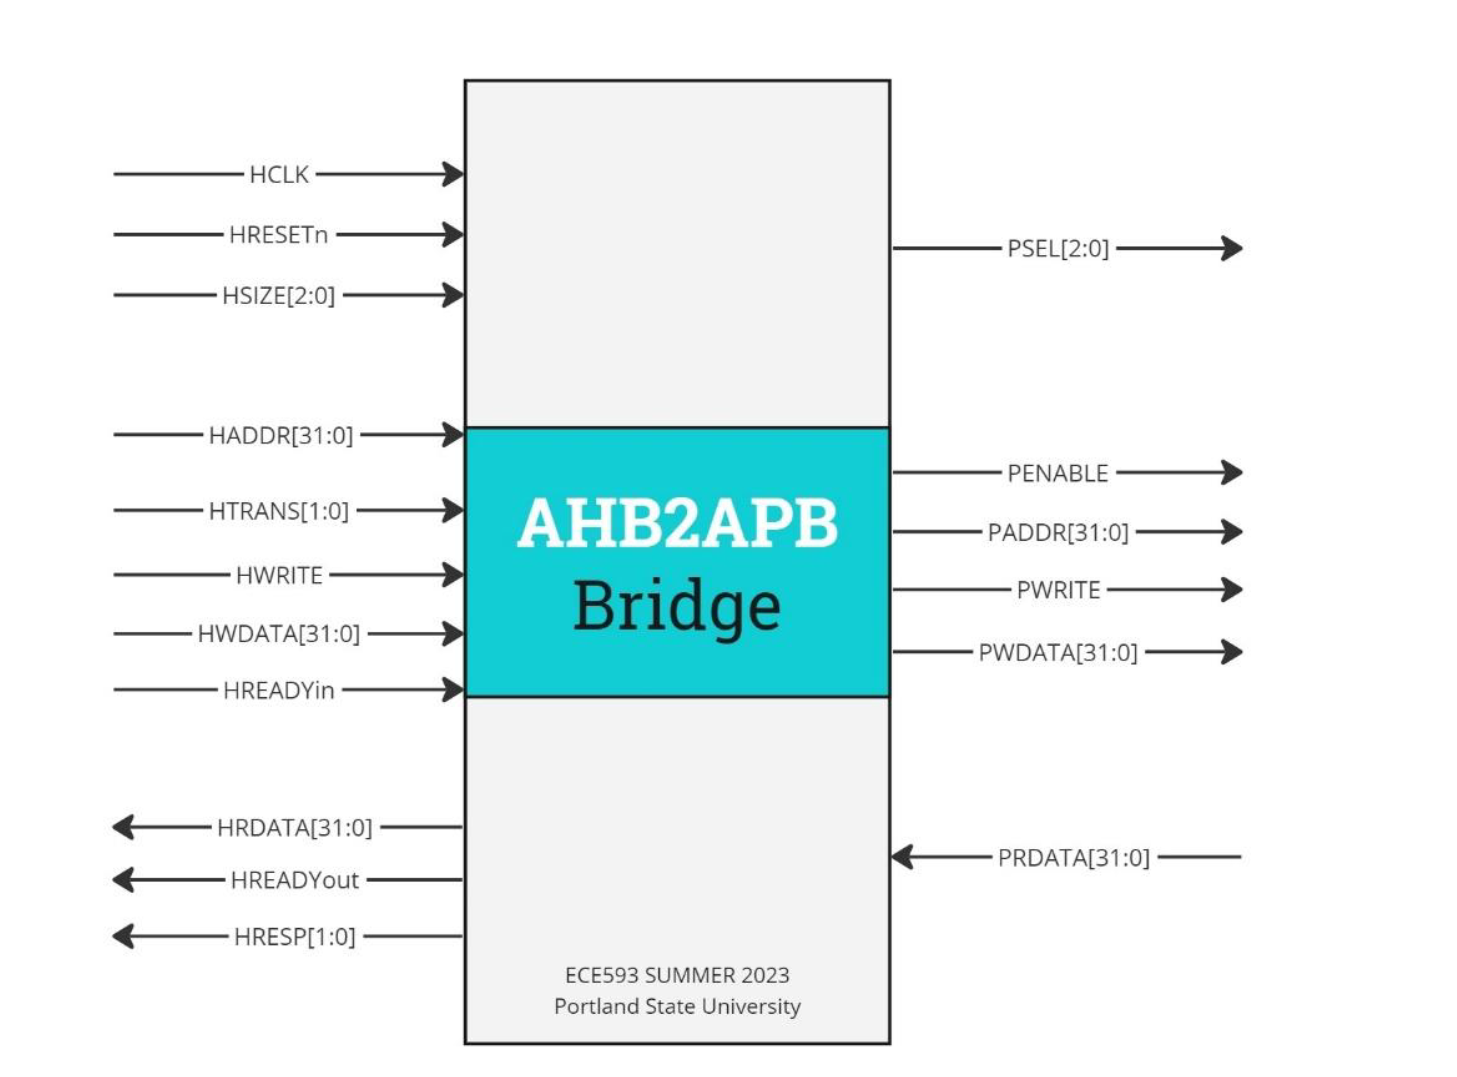 HCLK
HRESETn
HSIZE[2:0]
HADDR[31:0]
HTRANS[1:0]
HWRITE
HWDATA[31:0]
HREADYin
HRDATA[31:0]
HREADYout
HRESP[1:0]
AHB2APB
Bridge
ECE593 SUMMER 2023
Portland State University
PSEL[2:0]
PENABLE
PADDR[31:0]
PWRITE
PWDATA[31:0]
PRDATA[31:0]